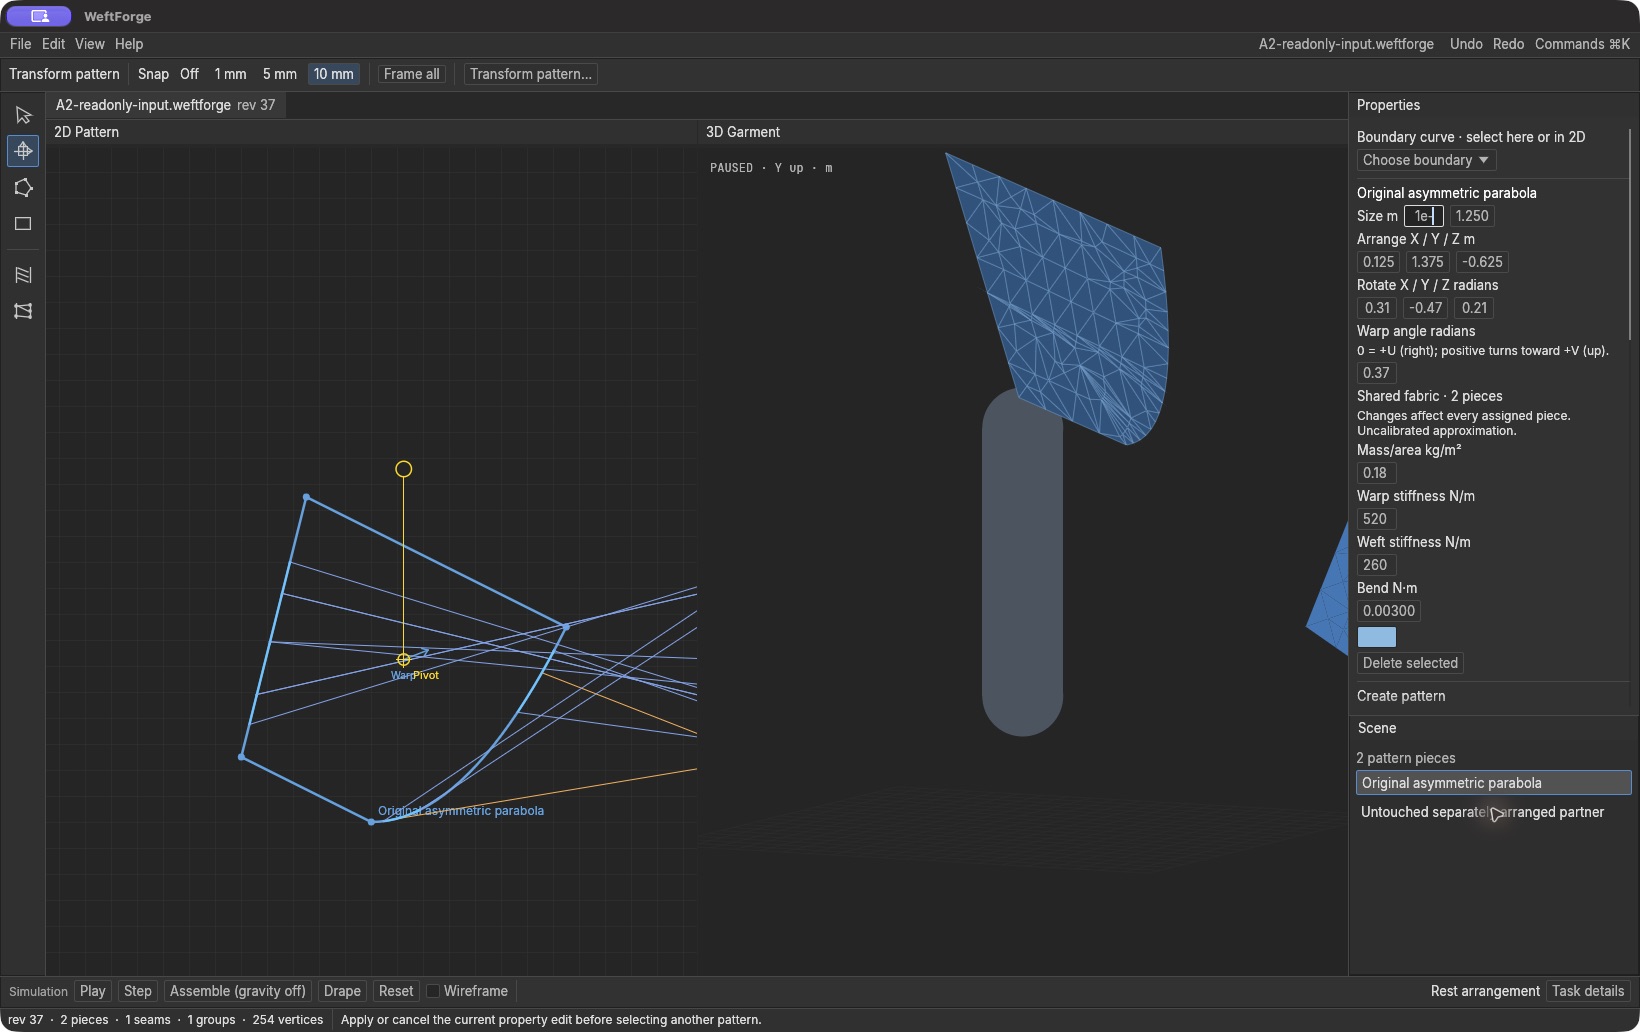 WeftForge
File Edit View Help
A2-readonly-input.weftforge Undo Redo Commands ⌘K
Transform pattern Snap Off 1 mm 5 mm 10 mm Frame all Transform pattern...
A2-readonly-input.weftforge rev 37
2D Pattern
Warp Pivot
Original asymmetric parabola
3D Garment
PAUSED · Y up · m
Properties
Boundary curve · select here or in 2D
Choose boundary
Original asymmetric parabola
Size m 1e- 1.250
Arrange X / Y / Z m
0.125 1.375 -0.625
Rotate X / Y / Z radians
0.31 -0.47 0.21
Warp angle radians
0 = +U (right); positive turns toward +V (up).
0.37
Shared fabric · 2 pieces
Changes affect every assigned piece.
Uncalibrated approximation.
Mass/area kg/m²
0.18
Warp stiffness N/m
520
Weft stiffness N/m
260
Bend N·m
0.00300
Delete selected
Create pattern
Scene
2 pattern pieces
Original asymmetric parabola
Untouched separately arranged partner
Simulation Play Step Assemble (gravity off) Drape Reset Wireframe
Rest arrangement Task details
rev 37 · 2 pieces · 1 seams · 1 groups · 254 vertices
Apply or cancel the current property edit before selecting another pattern.